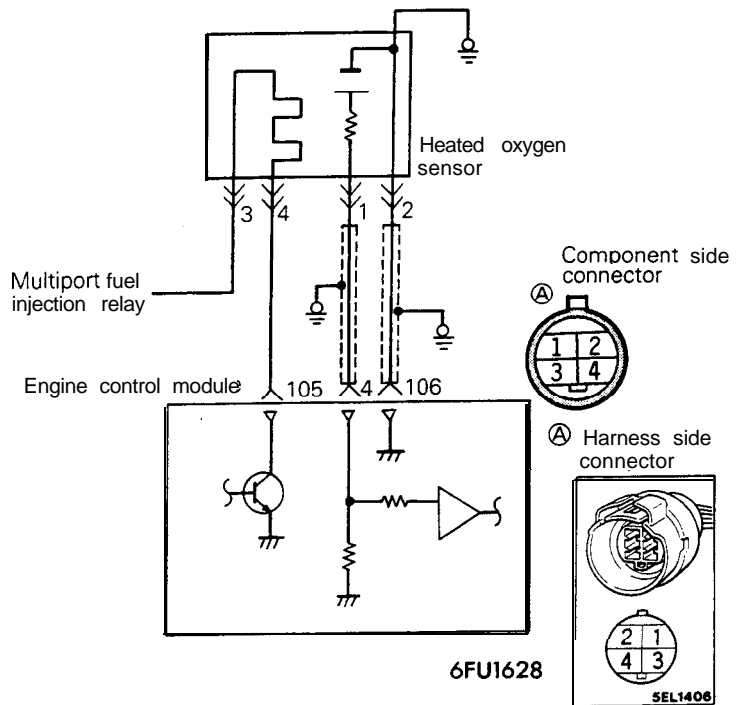 Heated oxygen
sensor
3
4
1
2
Multiport fuel
injection relay
Component side
connector
A
1 2
3 4
Engine control module
105
4
106
A Harness side
connector
2 1
4 3
6FU1628
5EL1406